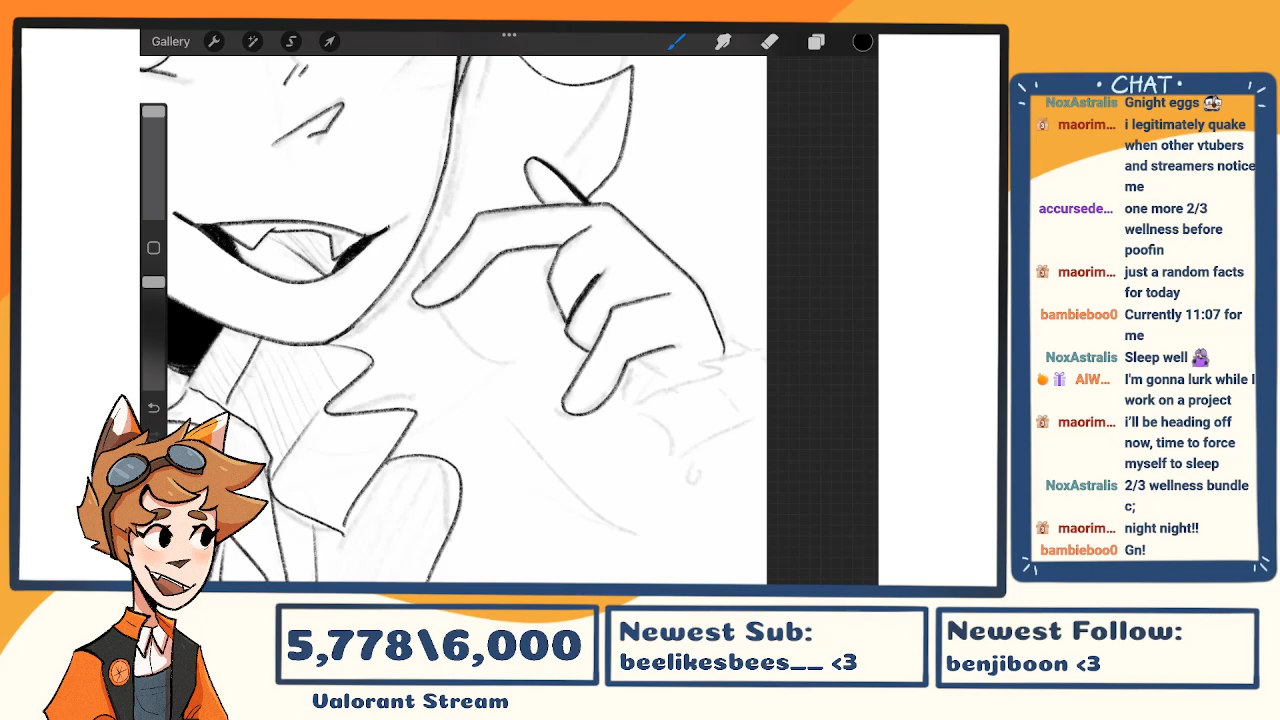 Gallery
• CHAT •
NoxAstralis Gnight eggs
maorim... i legitimately quake
when other vtubers
and streamers notice
me
accursede... one more 2/3
wellness before
poofin
maorim... just a random facts
for today
bambieboo0 Currently 11:07 for
me
NoxAstralis Sleep well
AlW... I'm gonna lurk while I
work on a project
maorim... i'll be heading off
now, time to force
myself to sleep
NoxAstralis 2/3 wellness bundle
c;
maorim... night night!!
bambieboo0 Gn!
5,778\6,000
Valorant Stream
Newest Sub:
beelikesbees__ <3
Newest Follow:
benjiboon <3